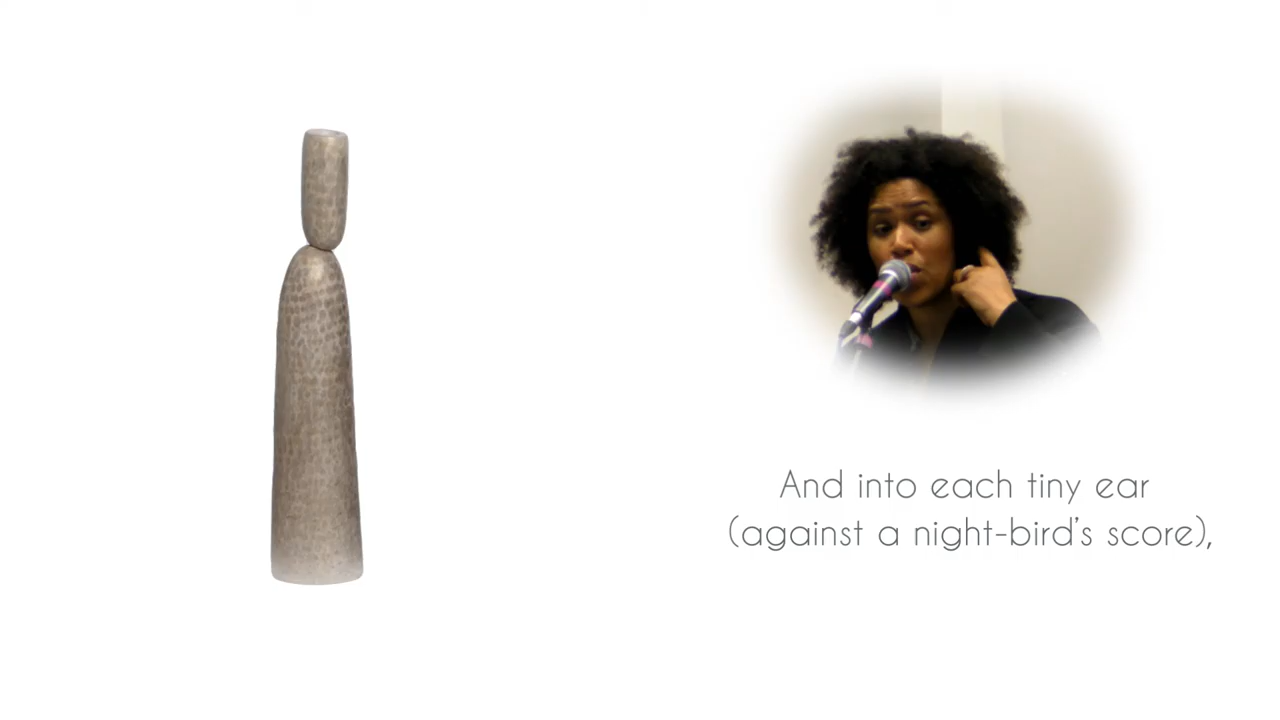 And into each tiny ear
(against a night-bird’s score),